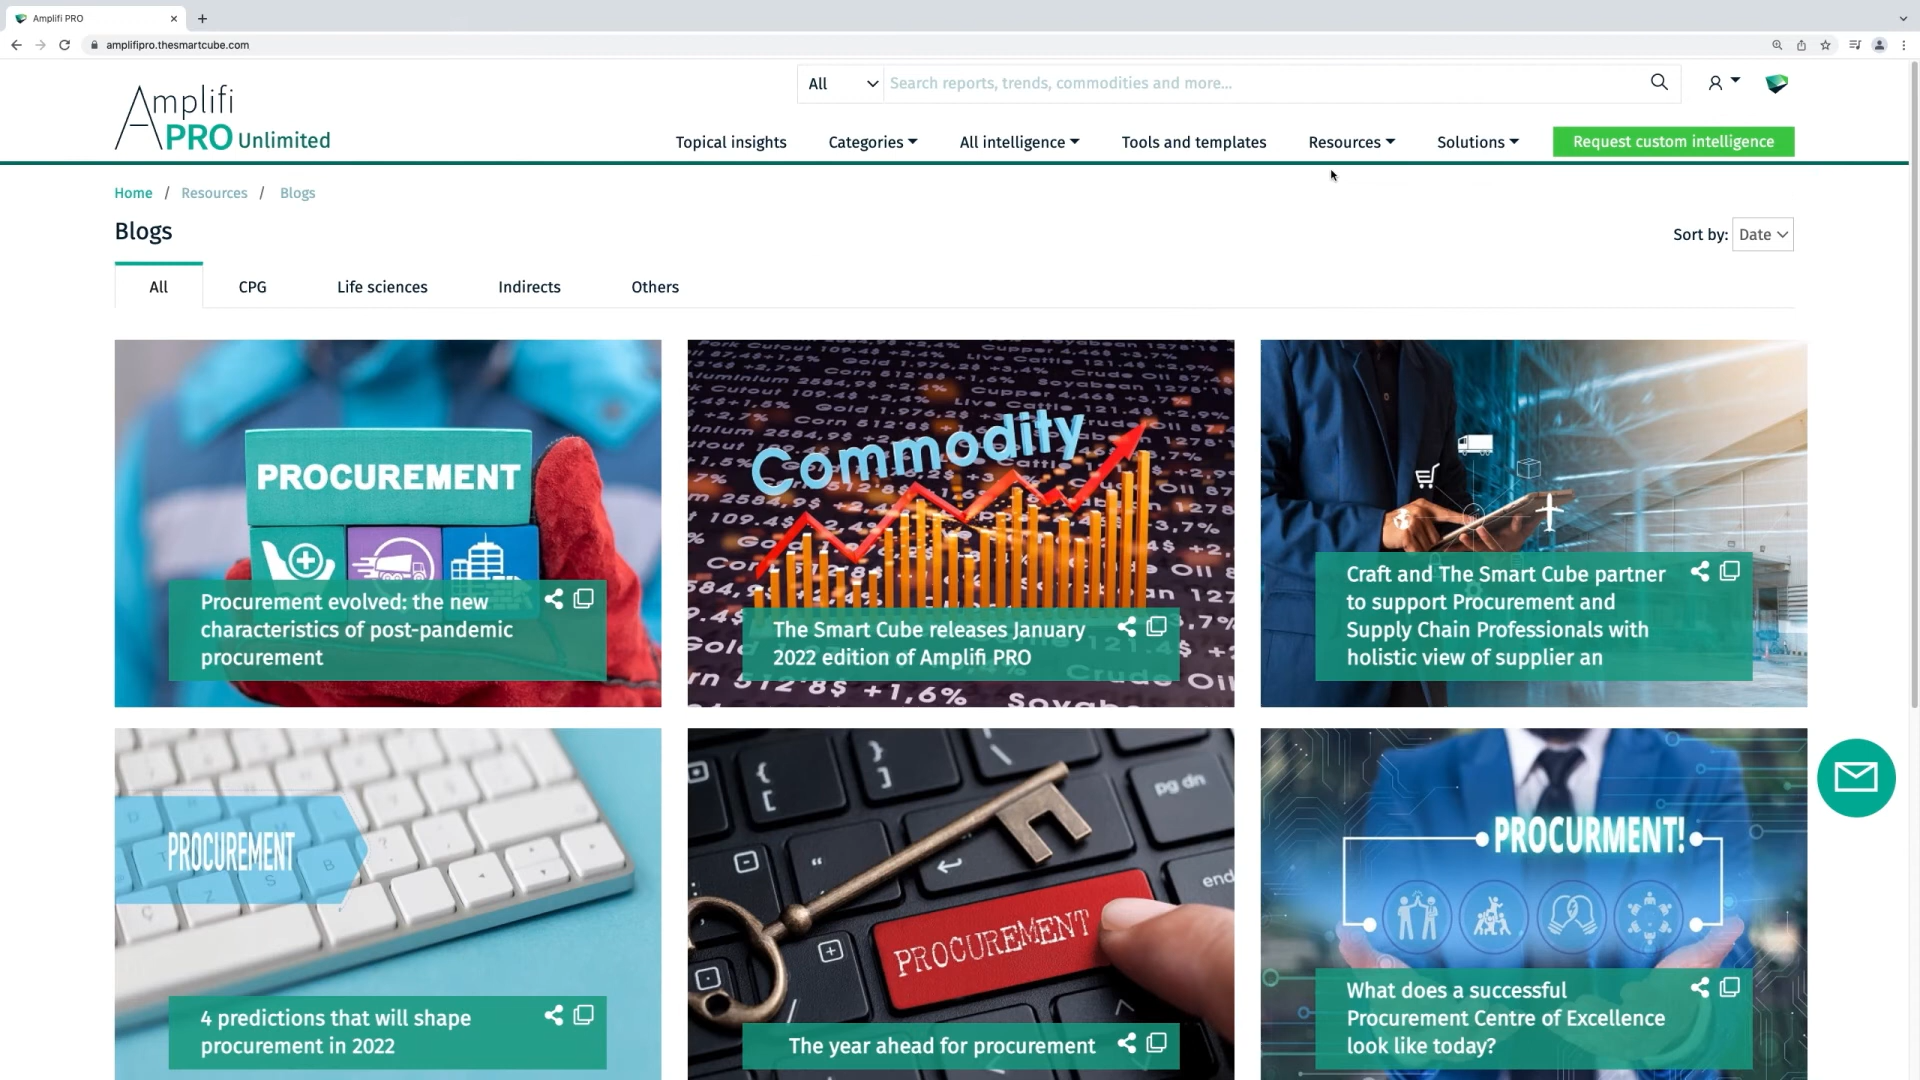 Amplifi PRO
amplifipro.thesmartcube.com
Amplifi
PRO Unlimited
All
Search reports, trends, commodities and more...
Topical insights
Categories
All intelligence
Tools and templates
Resources
Solutions
Request custom intelligence
Home / Resources / Blogs
Blogs
Sort by: Date
All
CPG
Life sciences
Indirects
Others
PROCUREMENT
Procurement evolved: the new
characteristics of post-pandemic
procurement
Commodity
The Smart Cube releases January
2022 edition of Amplifi PRO
Craft and The Smart Cube partner
to support Procurement and
Supply Chain Professionals with
holistic view of supplier an
PROCUREMENT
4 predictions that will shape
procurement in 2022
pg dn
end
PROCUREMENT
The year ahead for procurement
PROCURMENT!
What does a successful
Procurement Centre of Excellence
look like today?